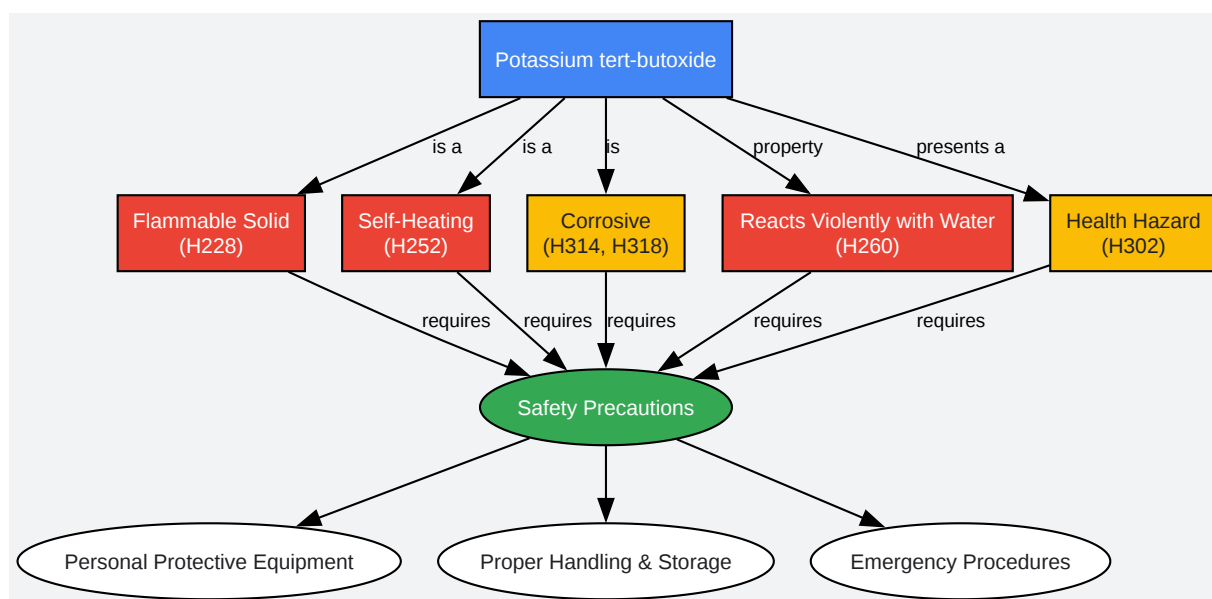 Potassium tert-butoxide
is a
is a
is
property
presents a
Flammable Solid
(H228)
Self-Heating
(H252)
Corrosive
(H314, H318)
Reacts Violently with Water
(H260)
Health Hazard
(H302)
requires
requires
requires
requires
requires
Safety Precautions
Personal Protective Equipment
Proper Handling & Storage
Emergency Procedures